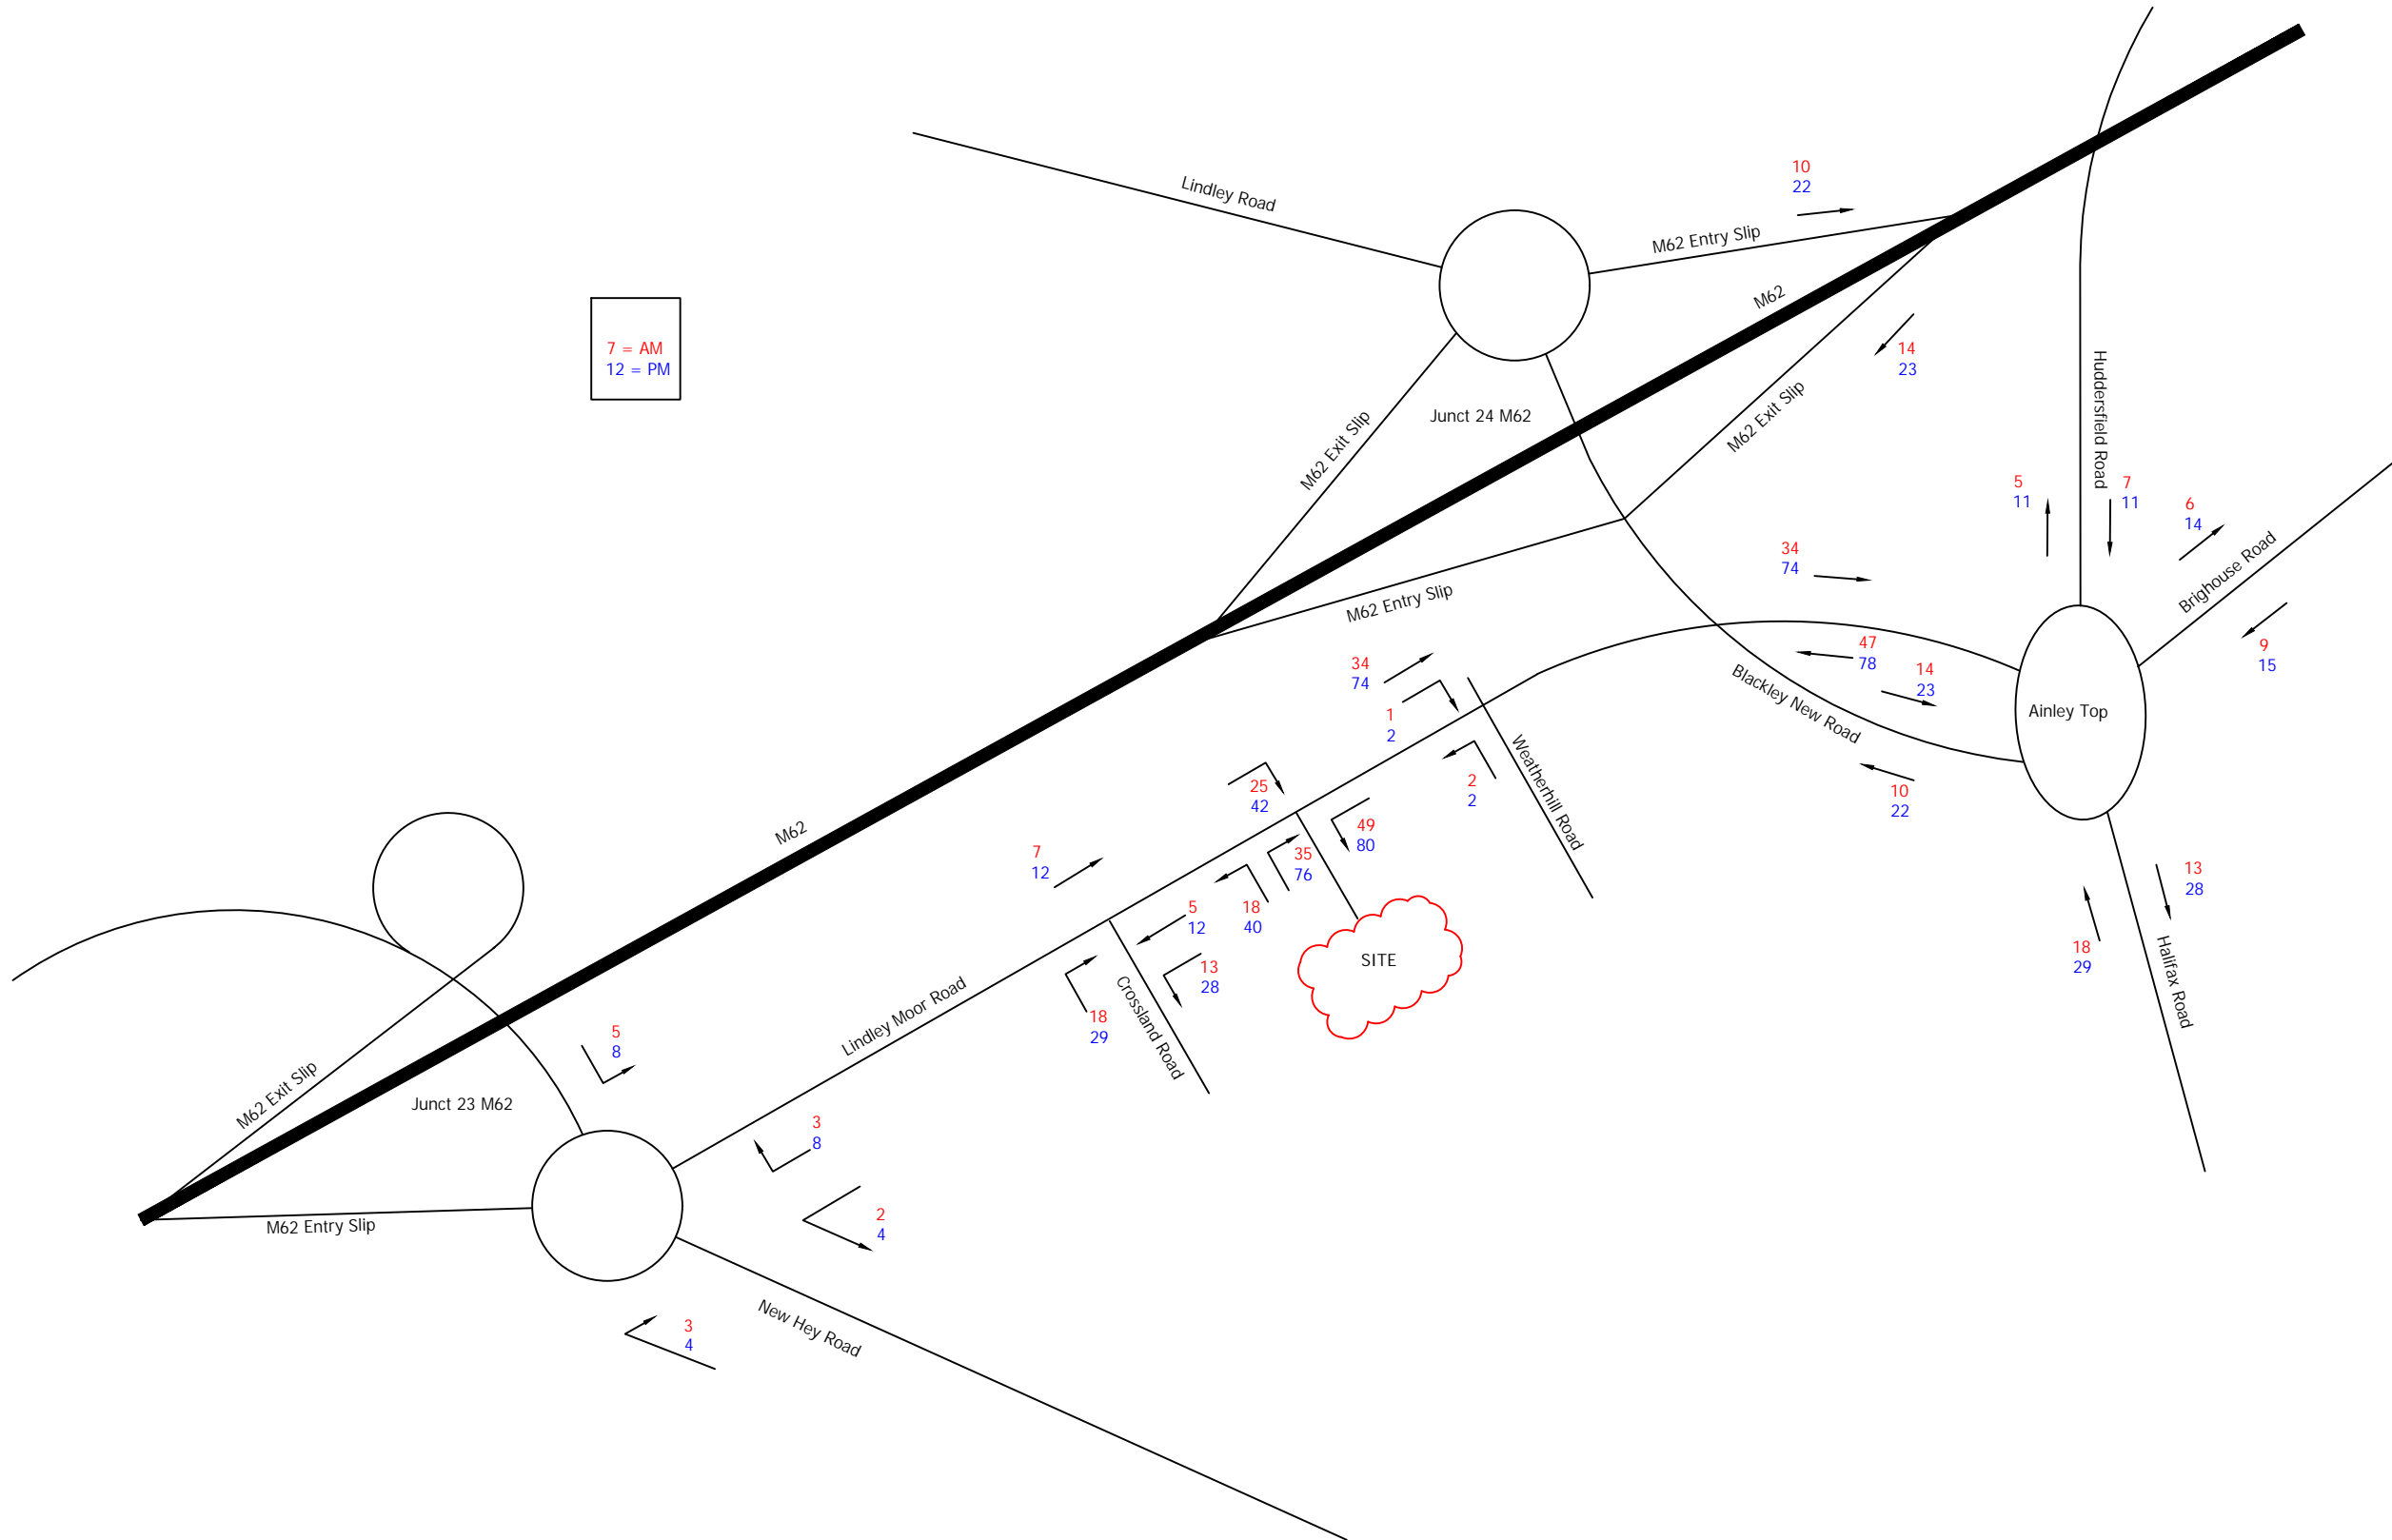 10
22
Lindley Road
M62 Entry Slip
M62
7 = AM
12 = PM
14
23
Junct 24 M62
M62 Exit Slip
M62 Exit Slip
Huddersfield Road
5
11
7
11
6
14
34
74
Brighouse Road
M62 Entry Slip
47
78
9
15
34
74
14
23
Blackley New Road
Ainley Top
1
2
Weatherhill Road
2
2
25
42
10
22
M62
49
80
7
12
35
76
13
28
18
40
5
12
18
29
Halifax Road
SITE
13
28
Crossland Road
Lindley Moor Road
18
29
5
8
M62 Exit Slip
Junct 23 M62
3
8
M62 Entry Slip
2
4
New Hey Road
3
4